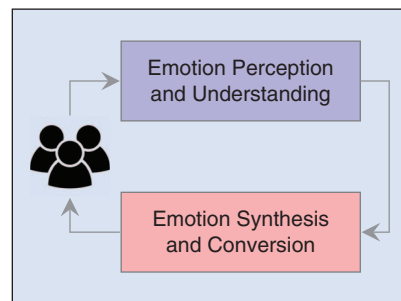 Emotion Perception
and Understanding
Emotion Synthesis
and Conversion